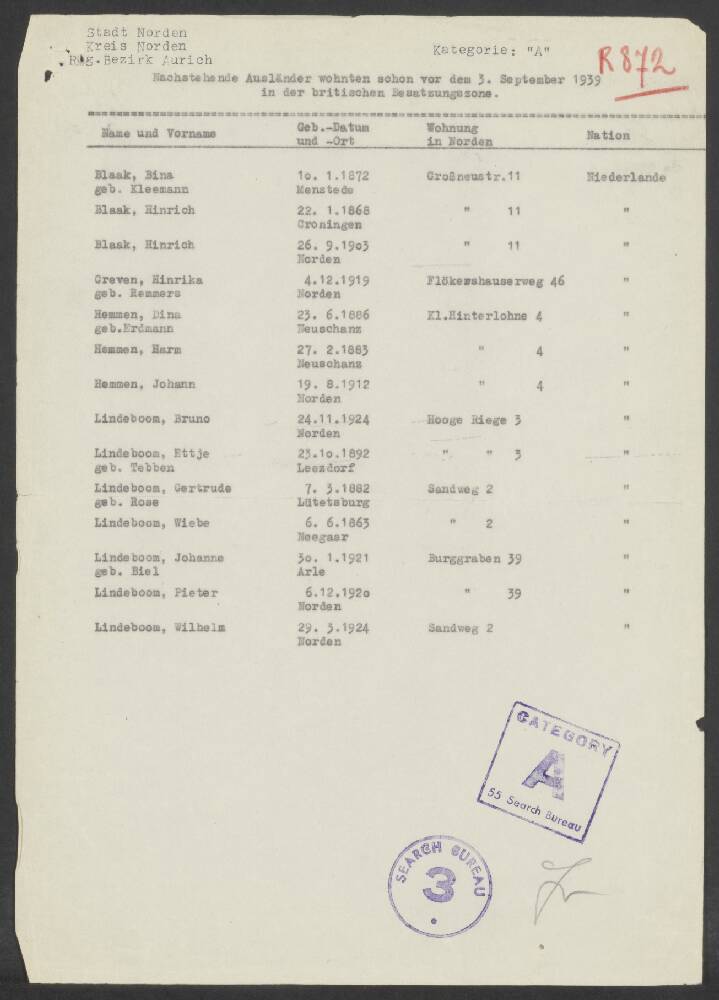 Stadt Norden
Kreis Norden
Reg.Bezirk Aurich
Kategorie: "A"
R 872
Nachstehende Ausländer wohnten schon vor dem 3. September 1939
in der britischen Besatzungszone.
Name und Vorname Geb.-Datum und -Ort Wohnung in Norden Nation
Blaak, Bina 1o. 1.1872 Großneustr.11 Niederlande
geb. Kleemann Menstede
Blaak, Hinrich 22. 1.1868 " 11 "
Groningen
Blaak, Hinrich 26. 9.19o3 " 11 "
Norden
Greven, Hinrika 4.12.1919 Flökershauserweg 46 "
geb. Remmers Norden
Hemmen, Dina 23. 6.1886 Kl.Hinterlohne 4 "
geb.Erdmann Neuschanz
Hemmen, Harm 27. 2.1883 " 4 "
Neuschanz
Hemmen, Johann 19. 8.1912 " 4 "
Norden
Lindeboom, Bruno 24.11.1924 Hooge Riege 3 "
Norden
Lindeboom, Ettje 23.1o.1892 " " 3 "
geb. Tebben Leezdorf
Lindeboom, Gertrude 7. 3.1882 Sandweg 2 "
geb. Rose Lütetsburg
Lindeboom, Wiebe 6. 6.1863 " 2 "
Neegaar
Lindeboom, Johanne 3o. 1.1921 Burggraben 39 "
geb. Biel Arle
Lindeboom, Pieter 6.12.192o " 39 "
Norden
Lindeboom, Wilhelm 29. 3.1924 Sandweg 2 "
Norden
CATEGORY
A
55 Search Bureau
SEARCH BUREAU
3